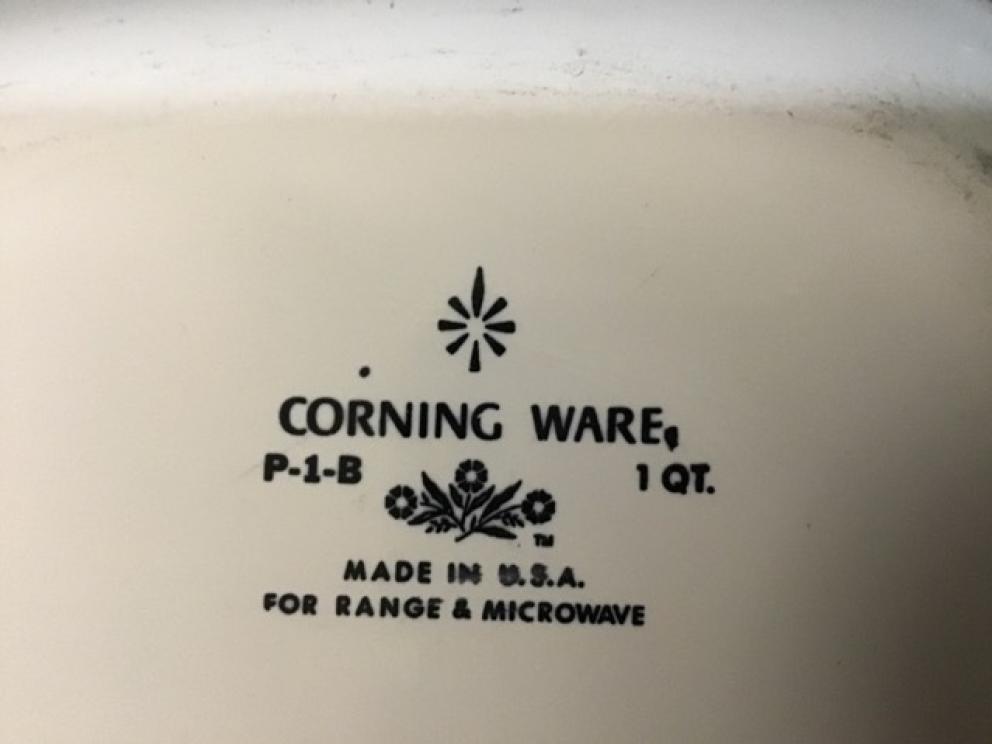 CORNING WARE
P-1-B 1 QT.
TM
MADE IN U.S.A.
FOR RANGE & MICROWAVE